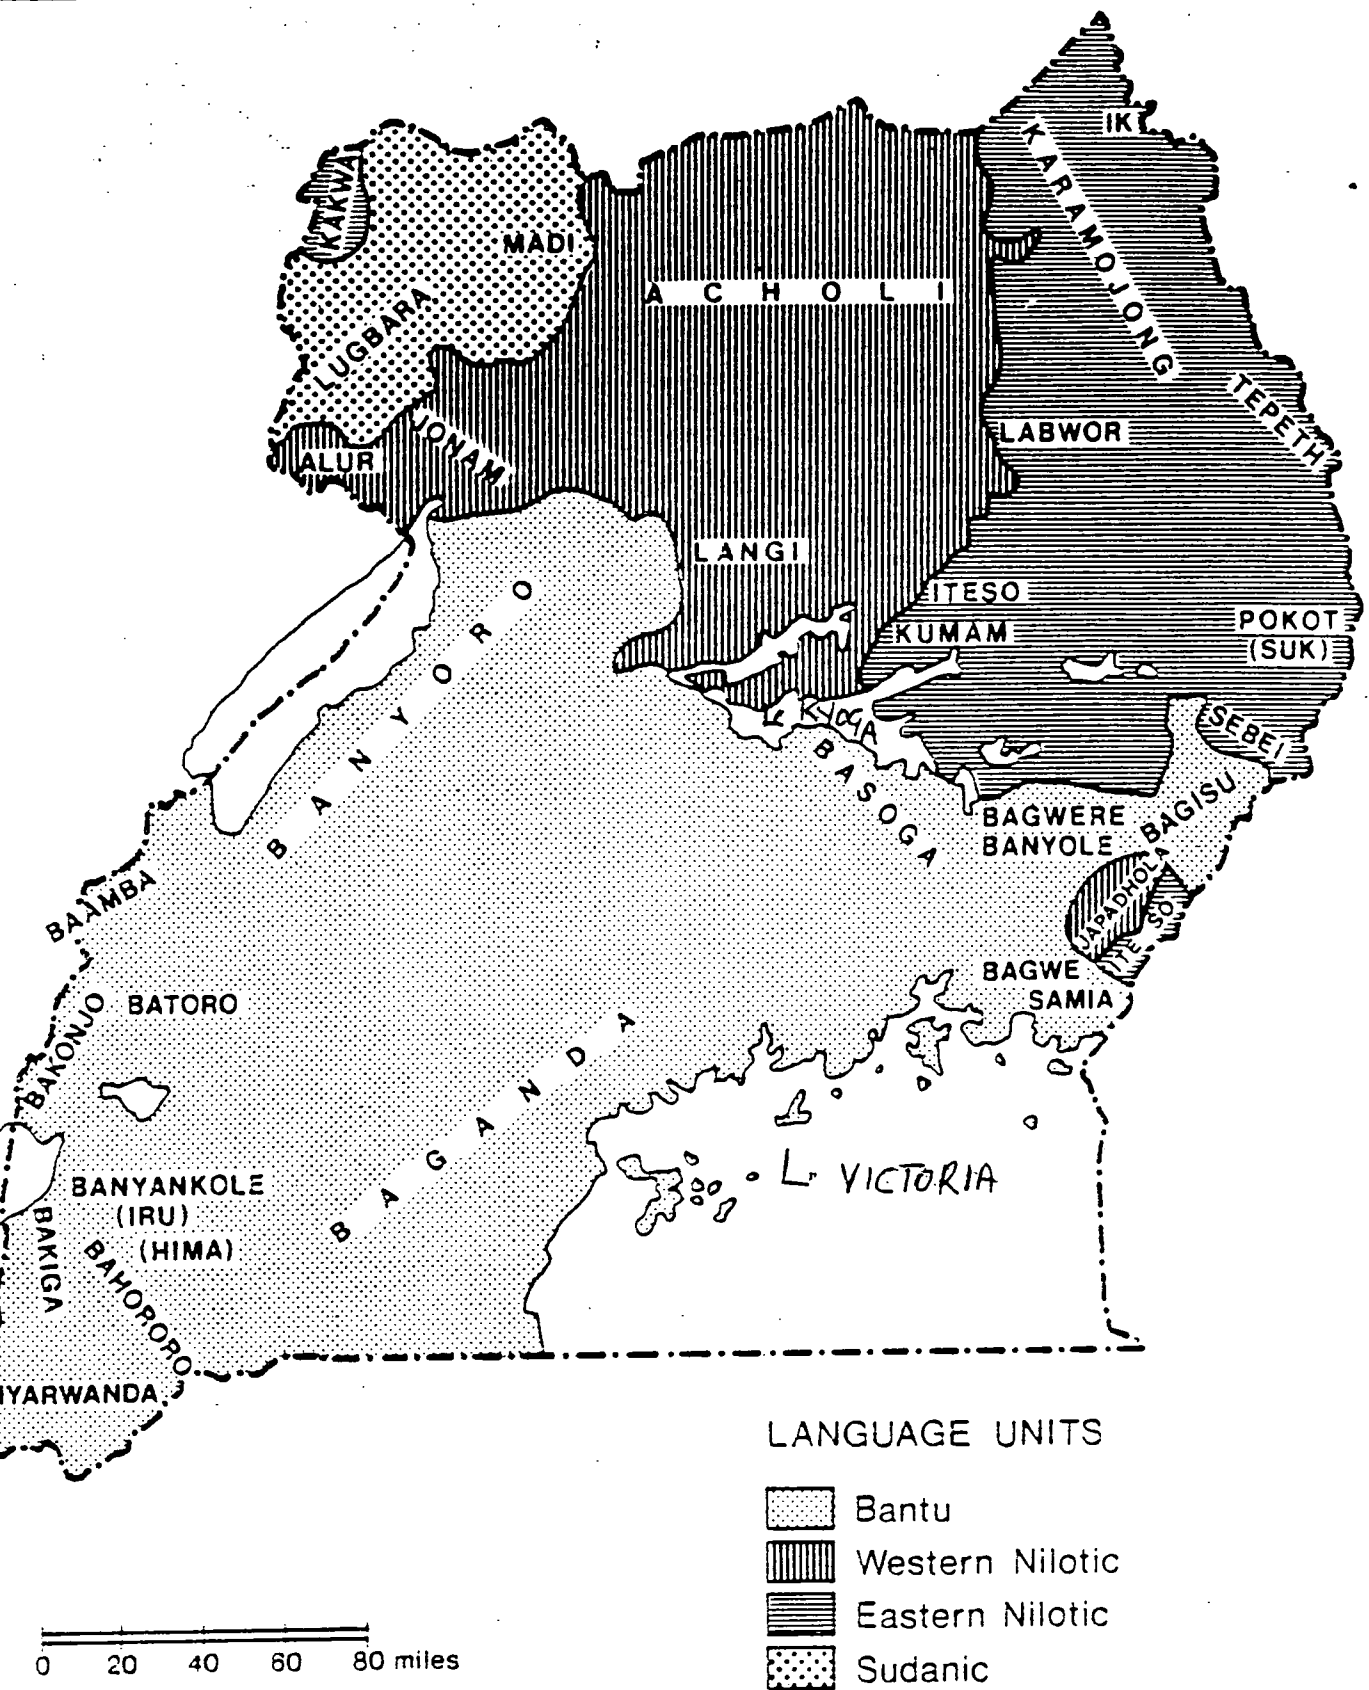 IK
KARAMOJONG
KAKWA
MADI
ACHOLI
LUGBARA
TEPETH
JONAM
LABWOR
ALUR
LANGI
ITESO
KUMAM
POKOT
(SUK)
BANYORO
L. KYOGA
SEBEI
BASOGA
BAGWERE
BANYOLE
BAGISU
JAPADHOLA
ITESO
BAAMBA
BAGWE
SAMIA
BAKONJO
BATORO
BAGANDA
L. VICTORIA
BANYANKOLE
(IRU)
(HIMA)
BAKIGA
BAHORORO
NYARWANDA
LANGUAGE UNITS
Bantu
Western Nilotic
Eastern Nilotic
Sudanic
0 20 40 60 80 miles